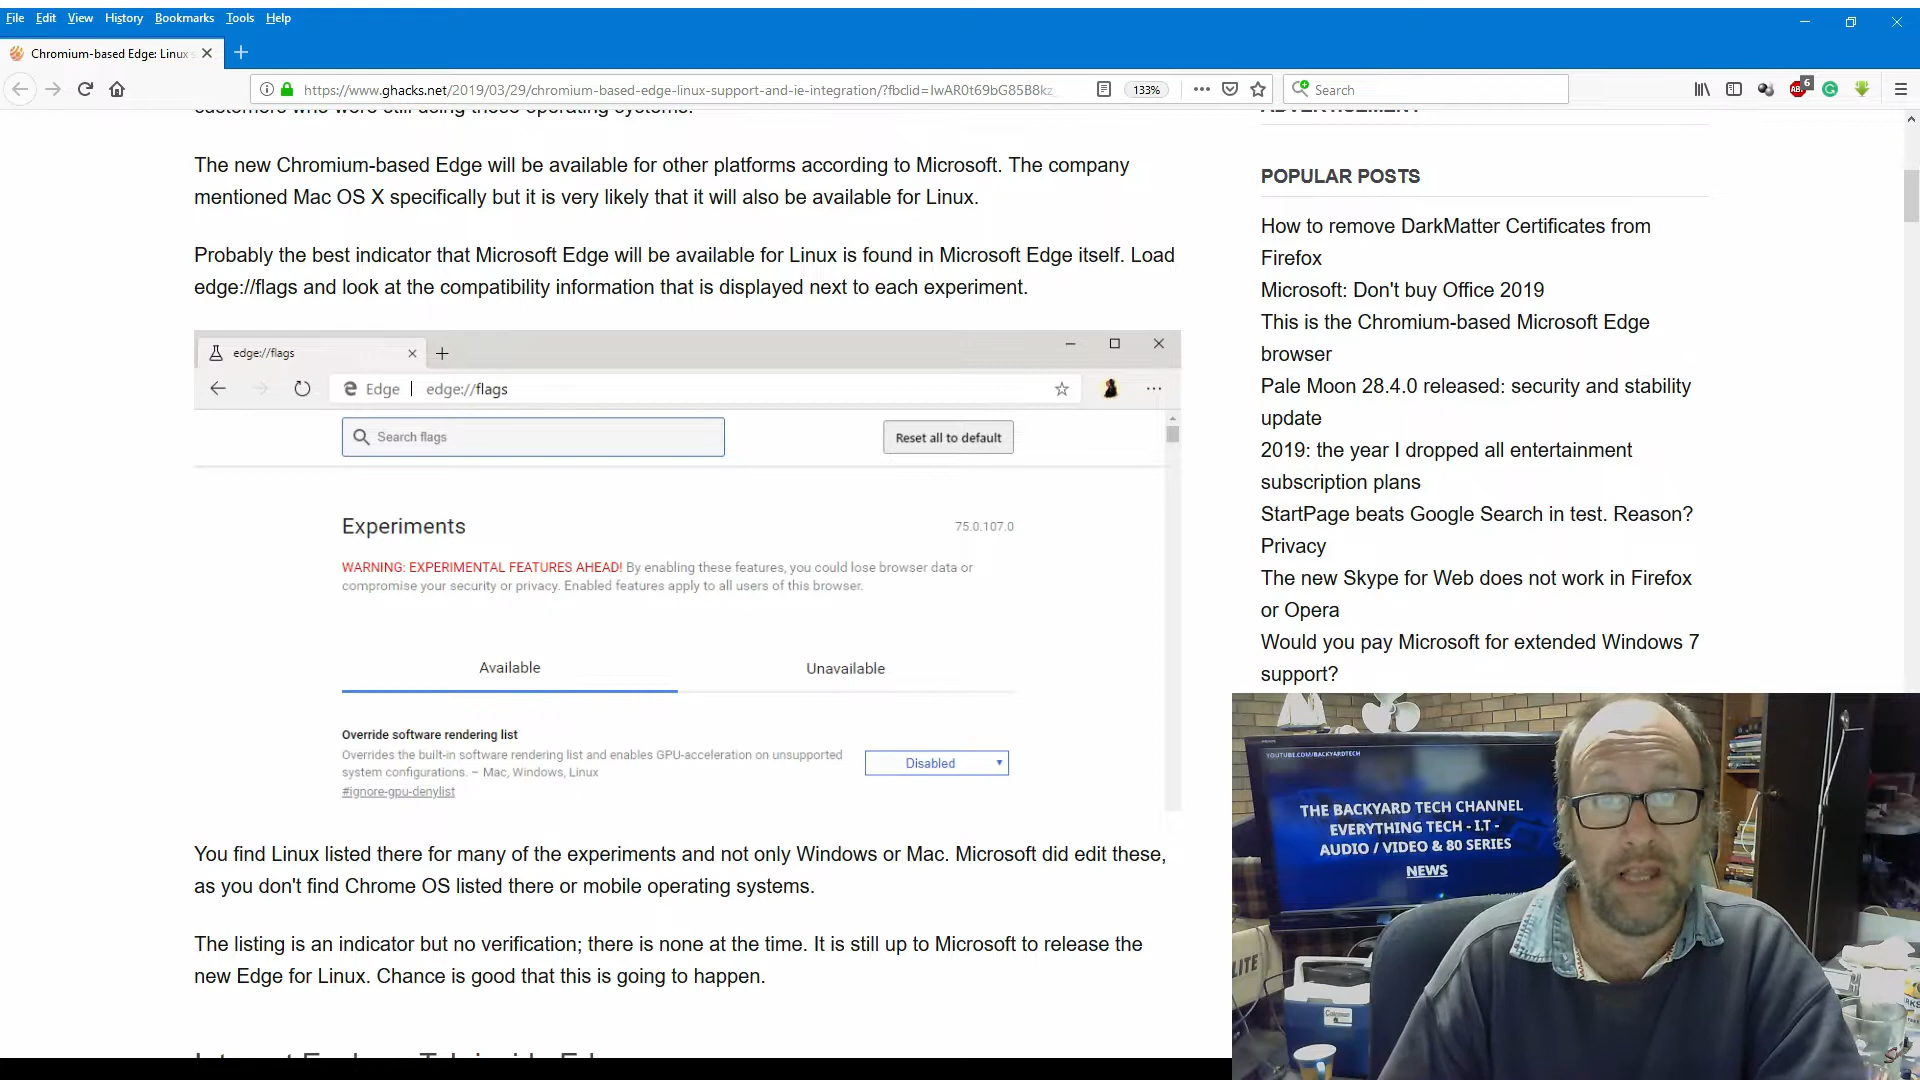 File Edit View History Bookmarks Tools Help
Chromium-based Edge: Linux
https://www.ghacks.net/2019/03/29/chromium-based-edge-linux-support-and-ie-integration/?fbclid=IwAR0t69bG85B8kz
133%
Search
6
customers who were still using these operating systems.
The new Chromium-based Edge will be available for other platforms according to Microsoft. The company
mentioned Mac OS X specifically but it is very likely that it will also be available for Linux.
Probably the best indicator that Microsoft Edge will be available for Linux is found in Microsoft Edge itself. Load
edge://flags and look at the compatibility information that is displayed next to each experiment.
edge://flags
Edge | edge://flags
Search flags
Reset all to default
Experiments
75.0.107.0
WARNING: EXPERIMENTAL FEATURES AHEAD! By enabling these features, you could lose browser data or
compromise your security or privacy. Enabled features apply to all users of this browser.
Available
Unavailable
Override software rendering list
Overrides the built-in software rendering list and enables GPU-acceleration on unsupported
system configurations. – Mac, Windows, Linux
#ignore-gpu-denylist
Disabled
You find Linux listed there for many of the experiments and not only Windows or Mac. Microsoft did edit these,
as you don't find Chrome OS listed there or mobile operating systems.
The listing is an indicator but no verification; there is none at the time. It is still up to Microsoft to release the
new Edge for Linux. Chance is good that this is going to happen.
ADVERTISEMENT
POPULAR POSTS
How to remove DarkMatter Certificates from
Firefox
Microsoft: Don't buy Office 2019
This is the Chromium-based Microsoft Edge
browser
Pale Moon 28.4.0 released: security and stability
update
2019: the year I dropped all entertainment
subscription plans
StartPage beats Google Search in test. Reason?
Privacy
The new Skype for Web does not work in Firefox
or Opera
Would you pay Microsoft for extended Windows 7
support?
YOUTUBE.COM/BACKYARDTECH
THE BACKYARD TECH CHANNEL
EVERYTHING TECH - I.T -
AUDIO / VIDEO & 80 SERIES
NEWS
Coleman